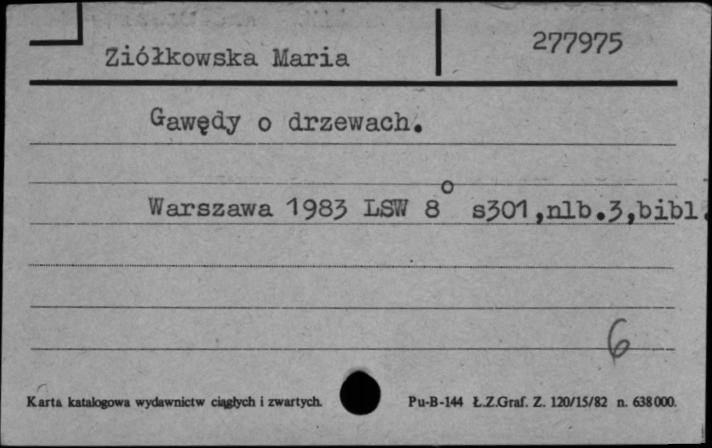 Ziółkowska Maria 277975
Gawędy o drzewach.
Warszawa 1983 LSW 8° s301,nlb.3,bibl.
6
Karta katalogowa wydawnictw ciągłych i zwartych. Pu-B-144 Ł.Z.Graf. Z. 120/15/82 n. 638000.